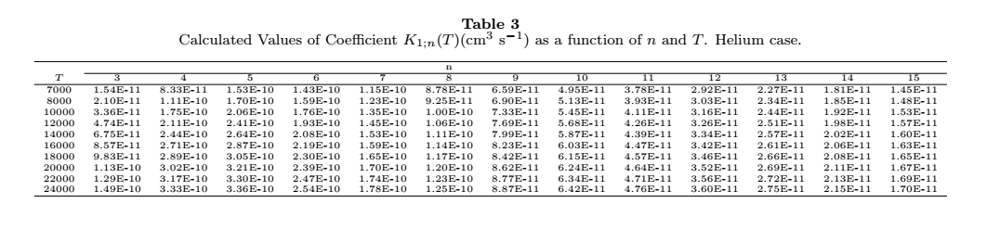 Table 3
Calculated Values of Coefficient K1;n(T)(cm3 s−1) as a function of n and T. Helium case.
n
T 3 4 5 6 7 8 9 10 11 12 13 14 15
7000 1.54E-11 8.33E-11 1.53E-10 1.43E-10 1.15E-10 8.78E-11 6.59E-11 4.95E-11 3.78E-11 2.92E-11 2.27E-11 1.81E-11 1.45E-11
8000 2.10E-11 1.11E-10 1.70E-10 1.59E-10 1.23E-10 9.25E-11 6.90E-11 5.13E-11 3.93E-11 3.03E-11 2.34E-11 1.85E-11 1.48E-11
10000 3.36E-11 1.75E-10 2.06E-10 1.76E-10 1.35E-10 1.00E-10 7.33E-11 5.45E-11 4.11E-11 3.16E-11 2.44E-11 1.92E-11 1.53E-11
12000 4.74E-11 2.11E-10 2.41E-10 1.93E-10 1.45E-10 1.06E-10 7.69E-11 5.68E-11 4.26E-11 3.26E-11 2.51E-11 1.98E-11 1.57E-11
14000 6.75E-11 2.44E-10 2.64E-10 2.08E-10 1.53E-10 1.11E-10 7.99E-11 5.87E-11 4.39E-11 3.34E-11 2.57E-11 2.02E-11 1.60E-11
16000 8.57E-11 2.71E-10 2.87E-10 2.19E-10 1.59E-10 1.14E-10 8.23E-11 6.03E-11 4.47E-11 3.42E-11 2.61E-11 2.06E-11 1.63E-11
18000 9.83E-11 2.89E-10 3.05E-10 2.30E-10 1.65E-10 1.17E-10 8.42E-11 6.15E-11 4.57E-11 3.46E-11 2.66E-11 2.08E-11 1.65E-11
20000 1.13E-10 3.02E-10 3.21E-10 2.39E-10 1.70E-10 1.20E-10 8.62E-11 6.24E-11 4.64E-11 3.52E-11 2.69E-11 2.11E-11 1.67E-11
22000 1.29E-10 3.17E-10 3.30E-10 2.47E-10 1.74E-10 1.23E-10 8.77E-11 6.34E-11 4.71E-11 3.56E-11 2.72E-11 2.13E-11 1.69E-11
24000 1.49E-10 3.33E-10 3.36E-10 2.54E-10 1.78E-10 1.25E-10 8.87E-11 6.42E-11 4.76E-11 3.60E-11 2.75E-11 2.15E-11 1.70E-11